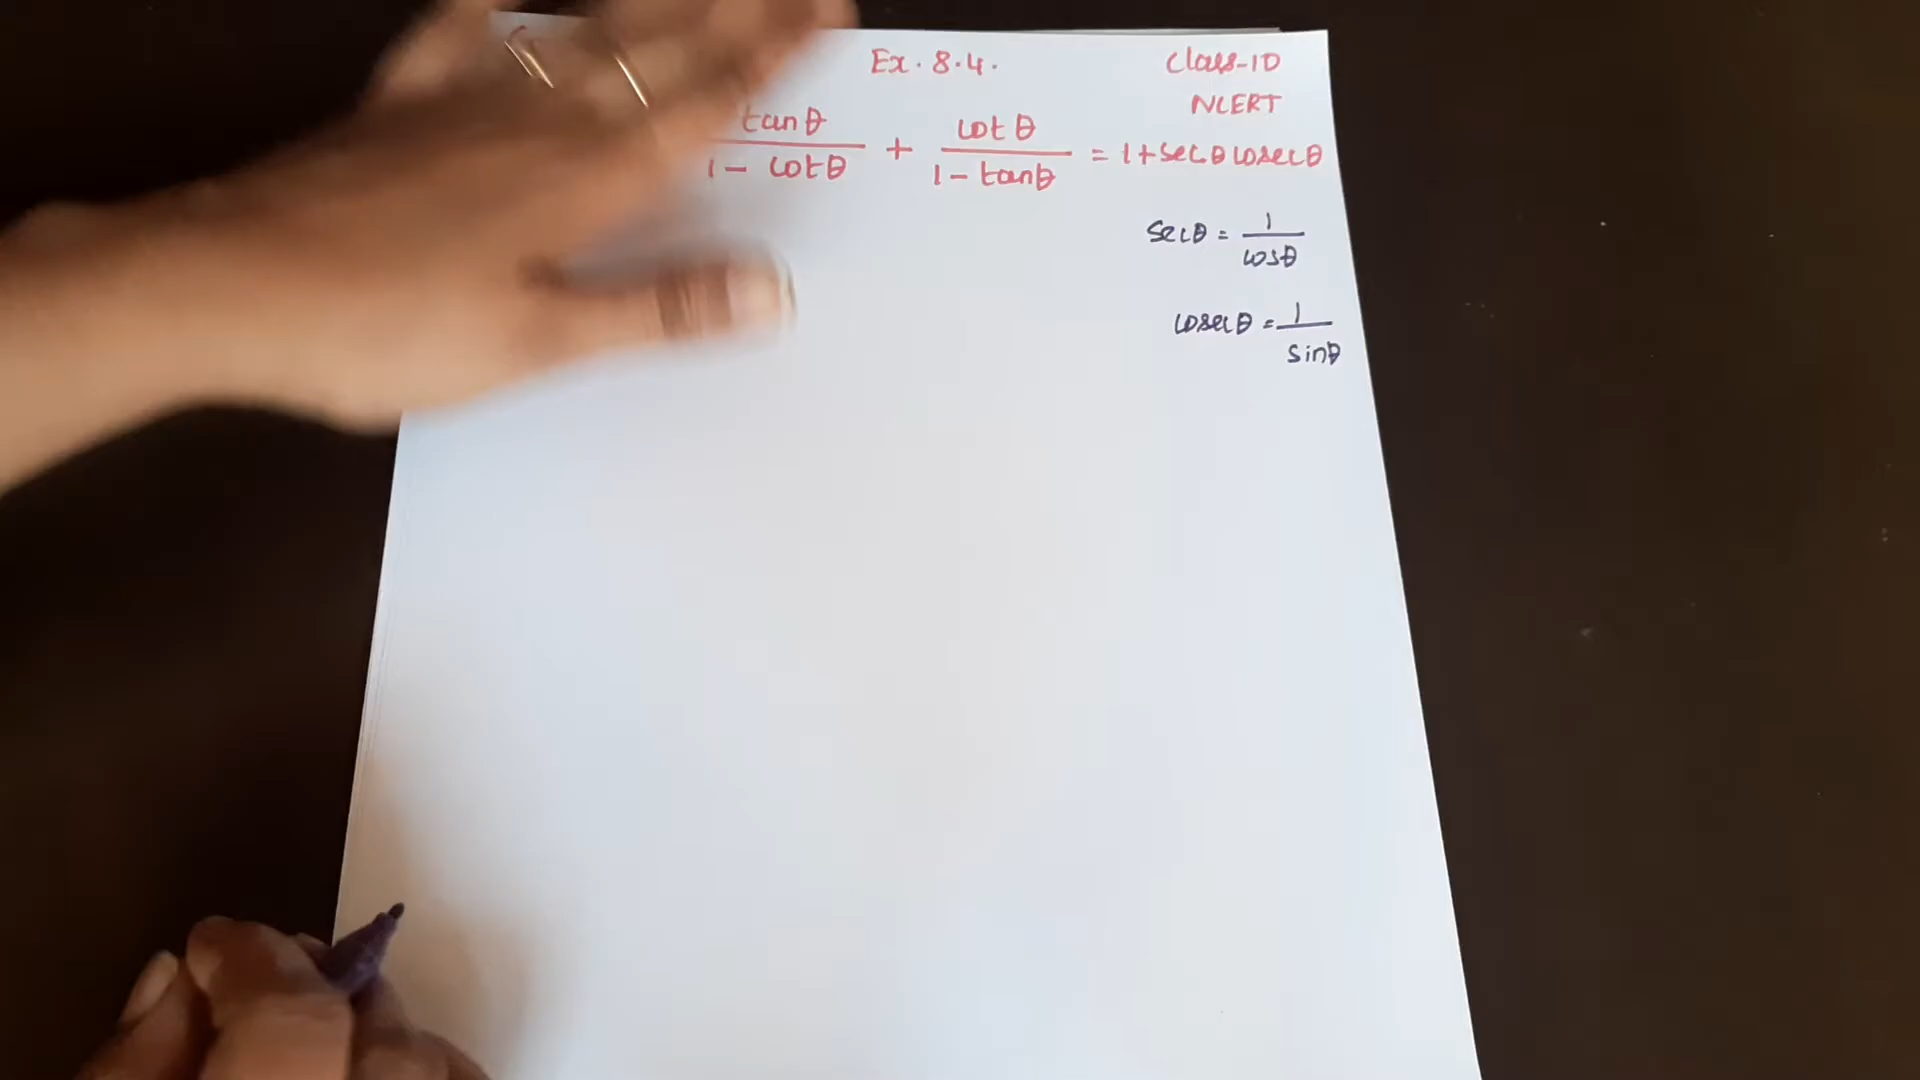 Ex. 8.4.
Class-10
NCERT
tanθ / 1 - cotθ + cotθ / 1 - tanθ = 1+secθ cosecθ
secθ = 1 / cosθ
cosecθ = 1 / sinθ